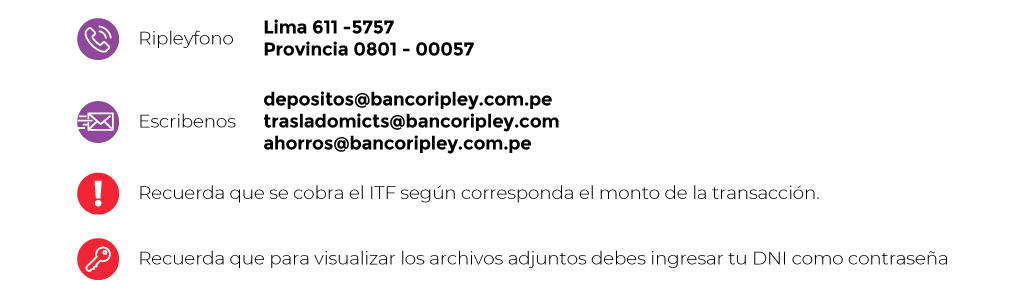 Ripleyfono
Lima 611 -5757
Provincia 0801 - 00057
Escribenos
depositos@bancoripley.com.pe
trasladomicts@bancoripley.com
ahorros@bancoripley.com.pe
Recuerda que se cobra el ITF según corresponda el monto de la transacción.
Recuerda que para visualizar los archivos adjuntos debes ingresar tu DNI como contraseña